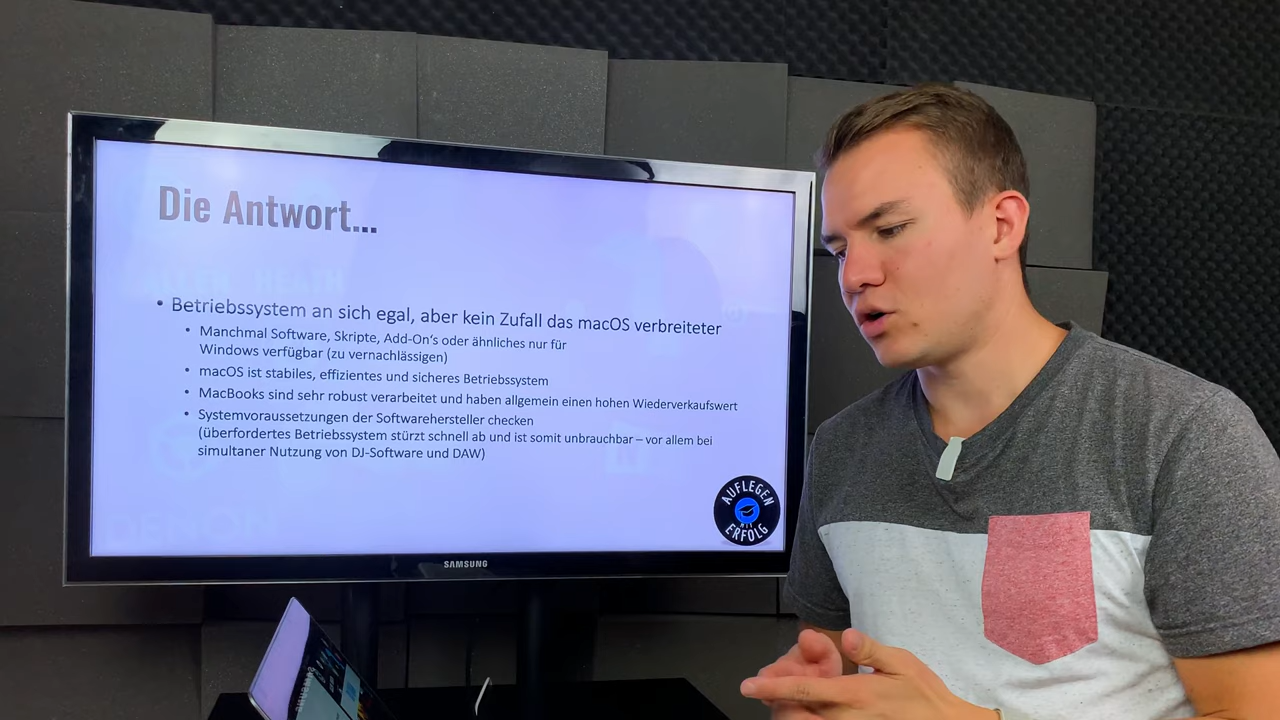 Die Antwort...
• Betriebssystem an sich egal, aber kein Zufall das macOS verbreiteter
• Manchmal Software, Skripte, Add-On's oder ähnliches nur für
Windows verfügbar (zu vernachlässigen)
• macOS ist stabiles, effizientes und sicheres Betriebssystem
• MacBooks sind sehr robust verarbeitet und haben allgemein einen hohen Wiederverkaufswert
• Systemvoraussetzungen der Softwarehersteller checken
(überfordertes Betriebssystem stürzt schnell ab und ist somit unbrauchbar – vor allem bei
simultaner Nutzung von DJ-Software und DAW)
AUFLEGEN
MIT
ERFOLG
SAMSUNG